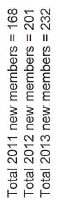 Total 2011 new members = 168
Total 2012 new members = 201
Total 2013 new members = 232